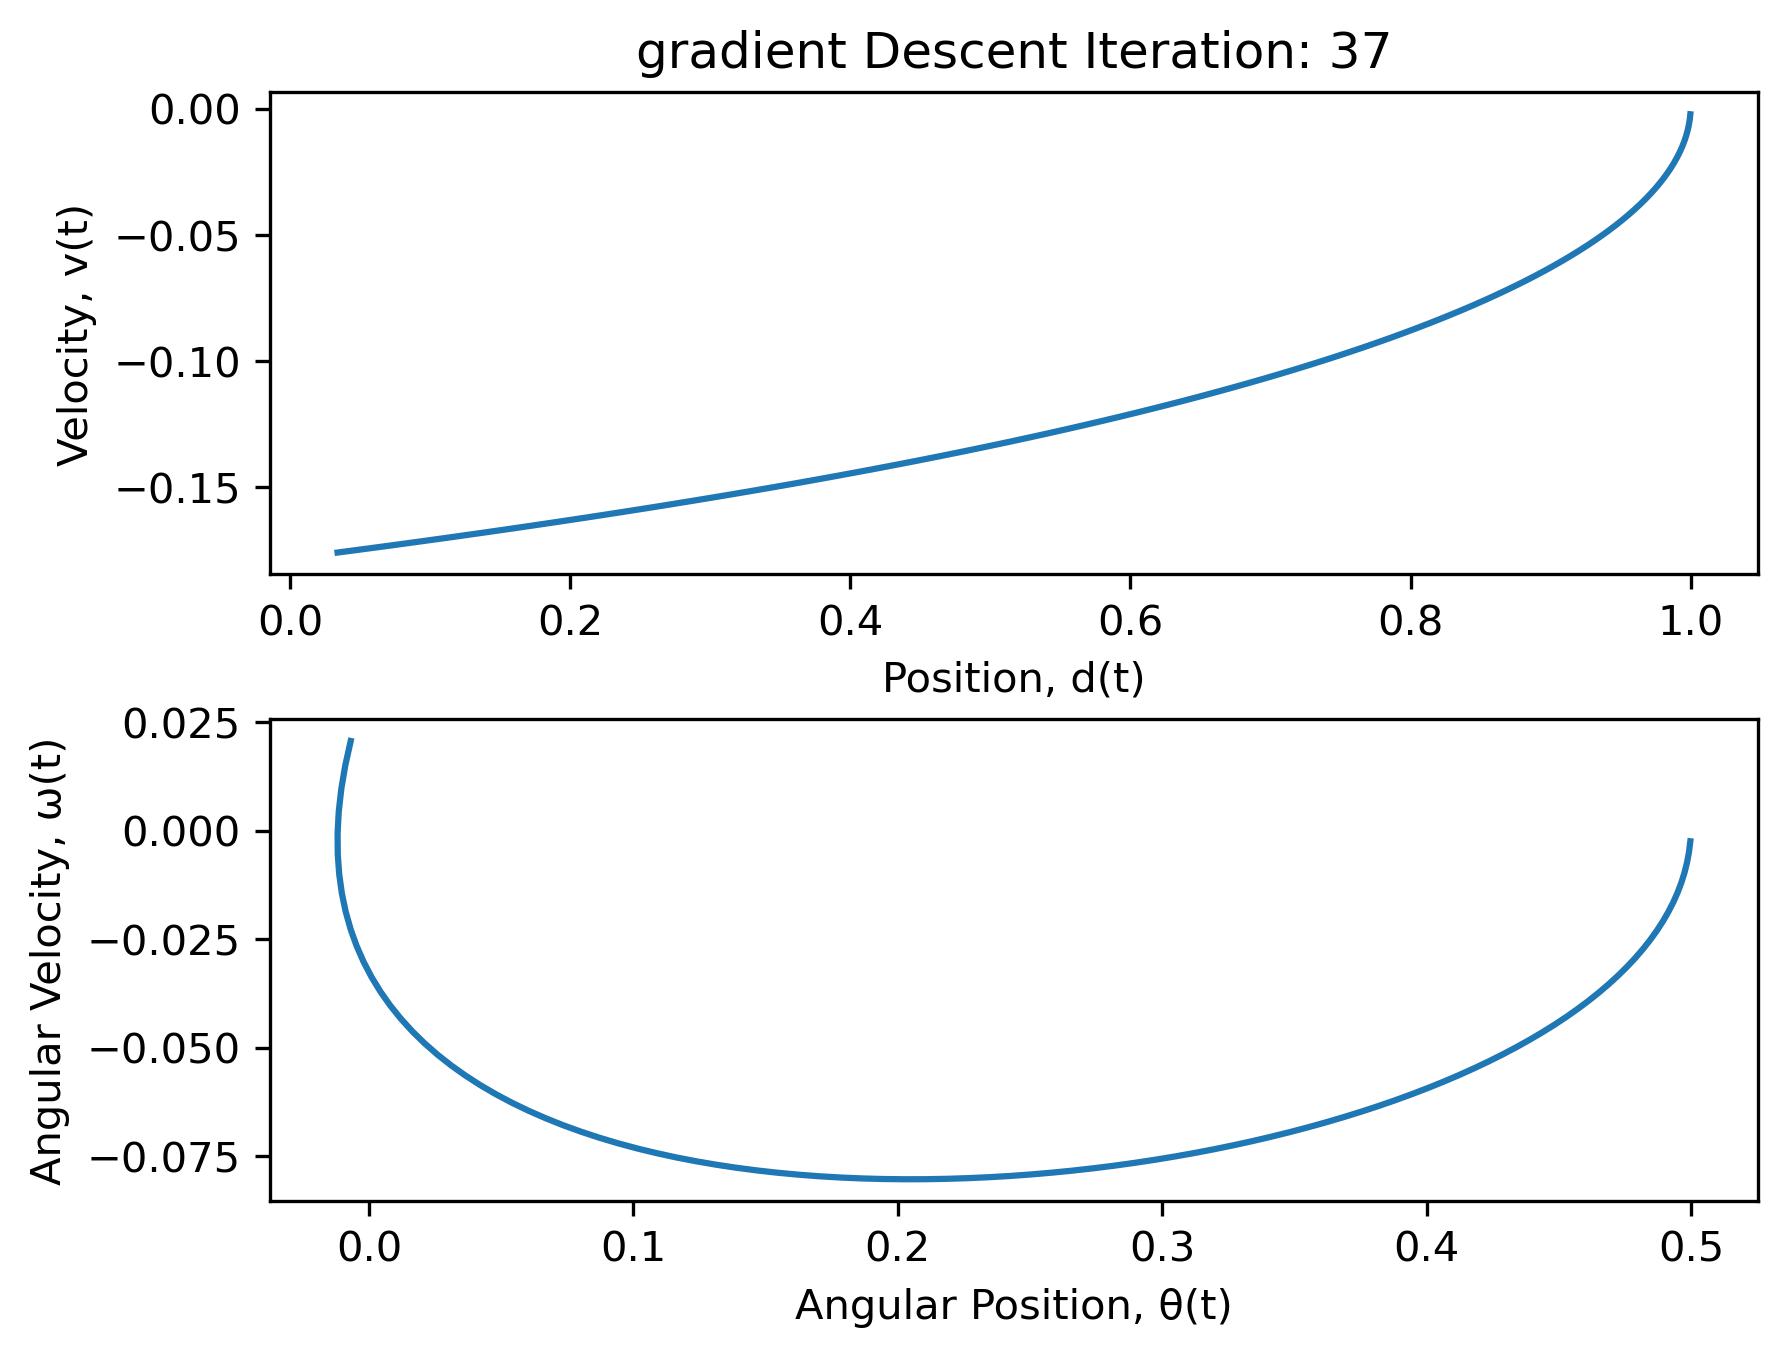 gradient Descent Iteration: 37
0.00
−0.05
−0.10
−0.15
Velocity, v(t)
0.0 0.2 0.4 0.6 0.8 1.0
Position, d(t)
0.025
0.000
−0.025
−0.050
−0.075
Angular Velocity, ω(t)
0.0 0.1 0.2 0.3 0.4 0.5
Angular Position, θ(t)